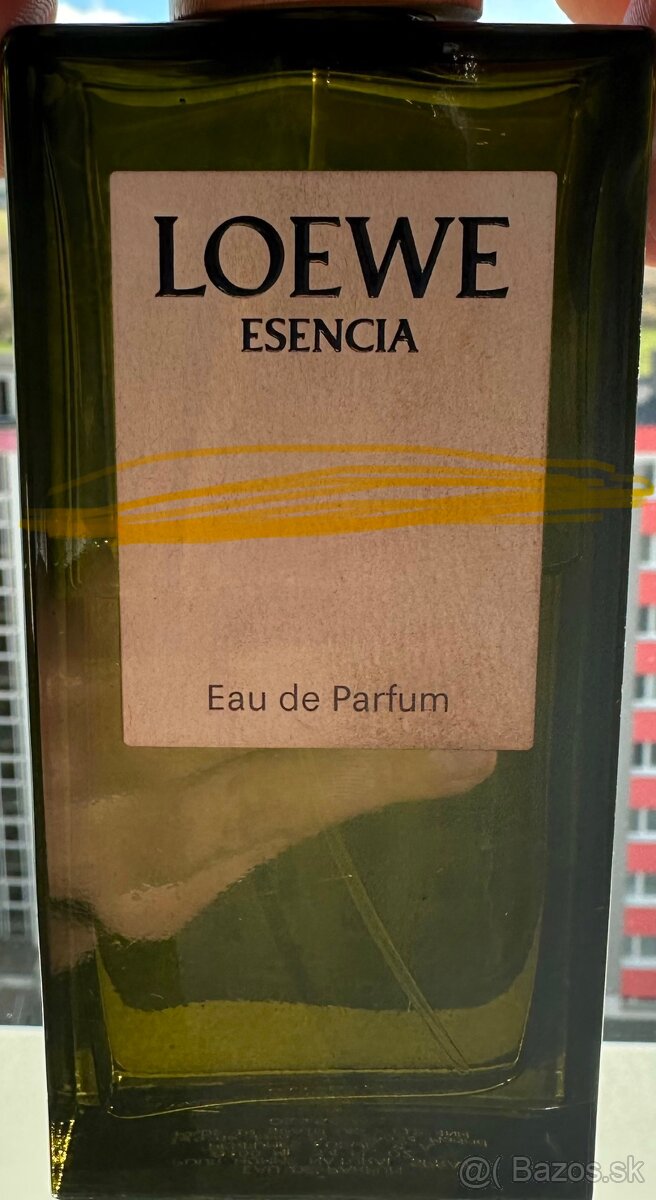 LOEWE
ESENCIA
Eau de Parfum
@( Bazos.sk